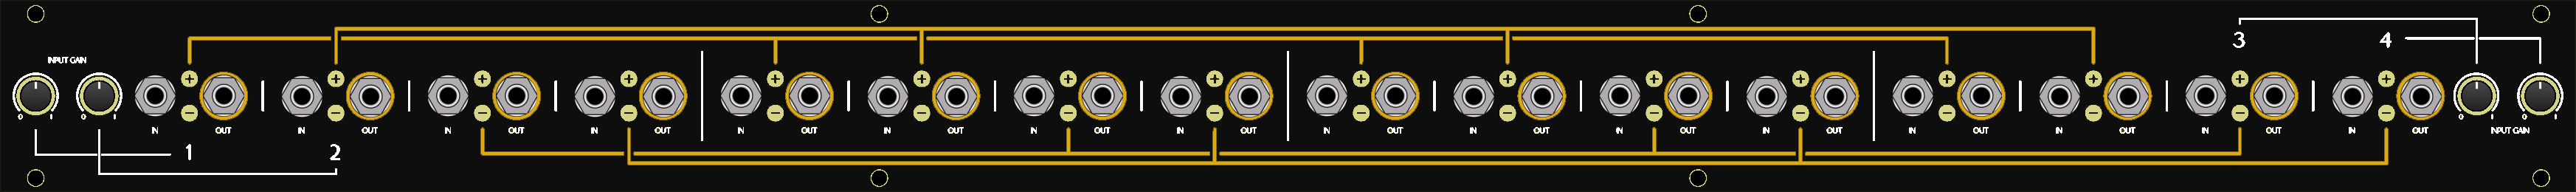 3 4
INPUT GAIN
+ + + + + + + + + + + + + + + +
− − − − − − − − − − − − − − − −
0 1 0 1 0 1 0 1
IN OUT IN OUT IN OUT IN OUT IN OUT IN OUT IN OUT IN OUT IN OUT IN OUT IN OUT IN OUT IN OUT IN OUT IN OUT IN OUT INPUT GAIN
1 2